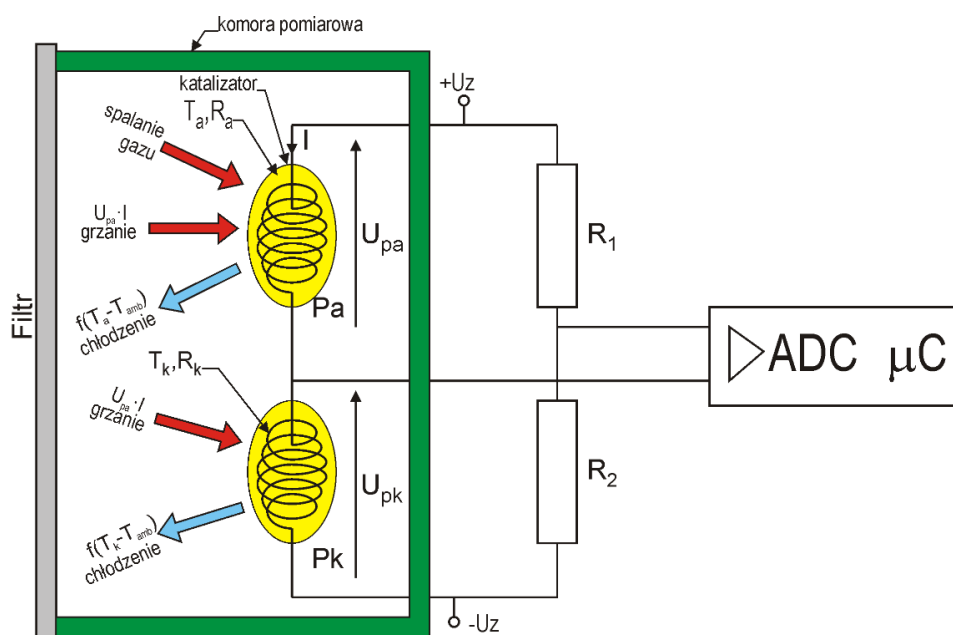 komora pomiarowa
katalizator
Tₐ,Rₐ
+Uz
I
spalanie
gazu
Uₚₐ·I
grzanie
Uₚₐ
R₁
f(Tₐ-Tₐₘb)
chłodzenie
Pa
Filtr
ADC μC
Tₖ,Rₖ
Uₚₐ·I
grzanie
Uₚₖ
R₂
f(Tₖ-Tₐₘb)
chłodzenie
Pk
-Uz